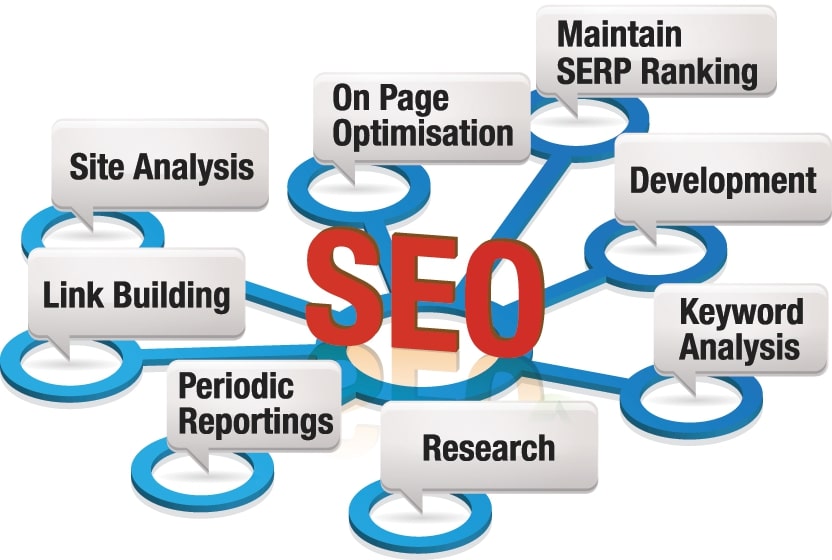 Maintain
SERP Ranking
On Page
Optimisation
Site Analysis
Development
SEO
Link Building
Keyword
Analysis
Periodic
Reportings
Research